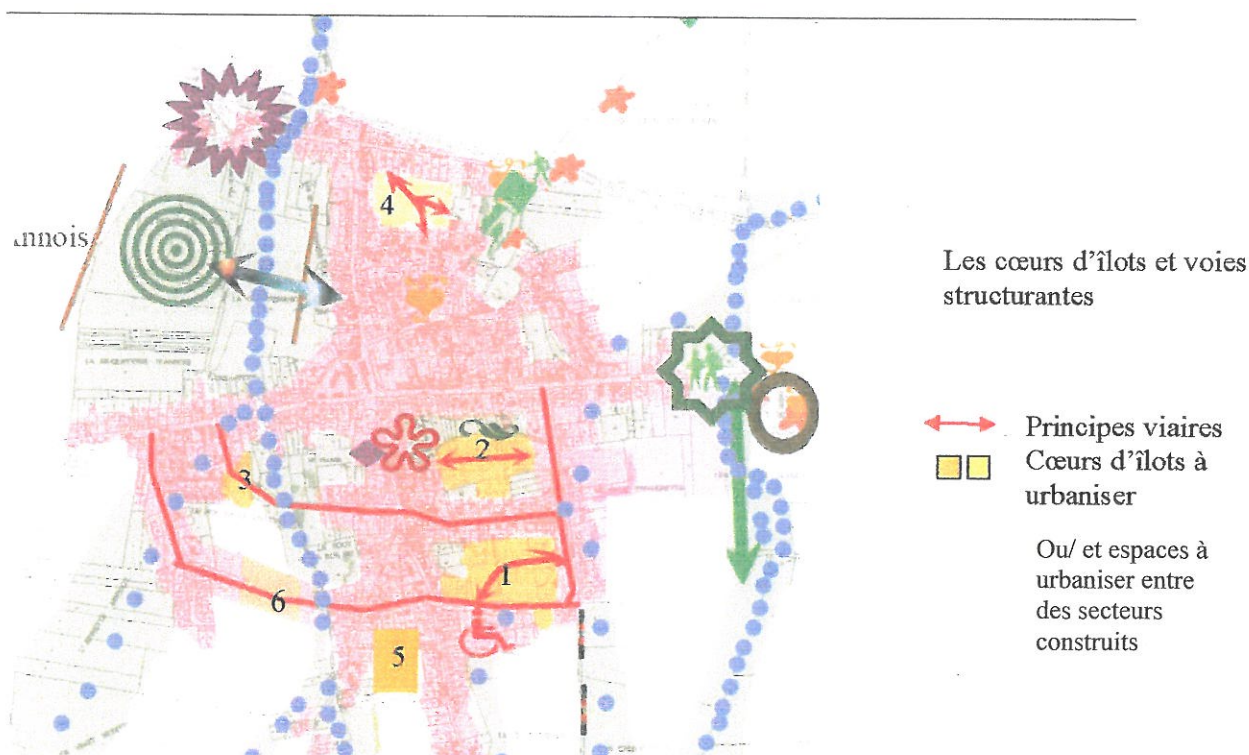 Les cœurs d'îlots et voies
structurantes
Principes viaires
Cœurs d'îlots à
urbaniser
Ou/ et espaces à
urbaniser entre
des secteurs
construits
nnois
4
2
3
1
6
5